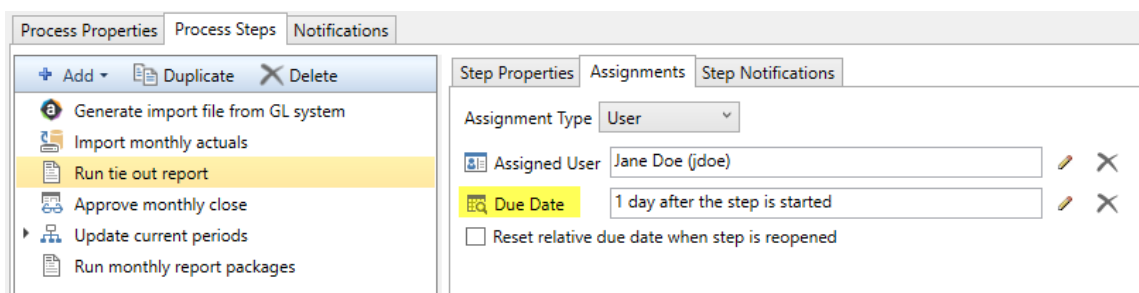 Process Properties Process Steps Notifications
Add Duplicate Delete
Generate import file from GL system
Import monthly actuals
Run tie out report
Approve monthly close
Update current periods
Run monthly report packages
Step Properties Assignments Step Notifications
Assignment Type User
Assigned User Jane Doe (jdoe)
Due Date 1 day after the step is started
Reset relative due date when step is reopened